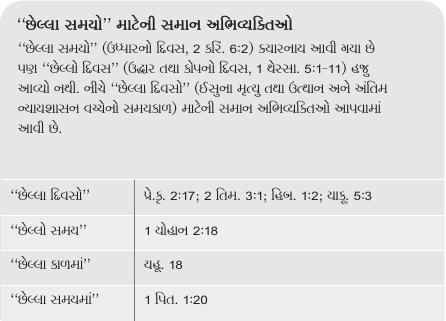 ‘‘છેલ્લા સમયો’’ માટેની સમાન અભિવ્યક્તિઓ
‘‘છેલ્લા સમયો’’ (ઉધ્ધારનો દિવસ, 2 કરિં. 6:2) ક્યારનાય આવી ગયા છે
પણ ‘‘છેલ્લો દિવસ’’ (ઉદ્ધાર તથા કોપનો દિવસ, 1 થેસ્સા. 5:1-11) હજુ
આવ્યો નથી. નીચે ‘‘છેલ્લા દિવસો’’ (ઈસુના મૃત્યુ તથા ઉત્થાન અને અંતિમ
ન્યાયશાસન વચ્ચેનો સમયકાળ) માટેની સમાન અભિવ્યક્તિઓ આપવામાં
આવી છે.
‘‘છેલ્લા દિવસો’’ પ્રે.કૃ. 2:17; 2 તિમ. 3:1; હિબ. 1:2; યાકૂ. 5:3
‘‘છેલ્લો સમય’’ 1 યોહાન 2:18
‘‘છેલ્લા કાળમાં’’ યહૂ. 18
‘‘છેલ્લા સમયમાં’’ 1 પિત. 1:20